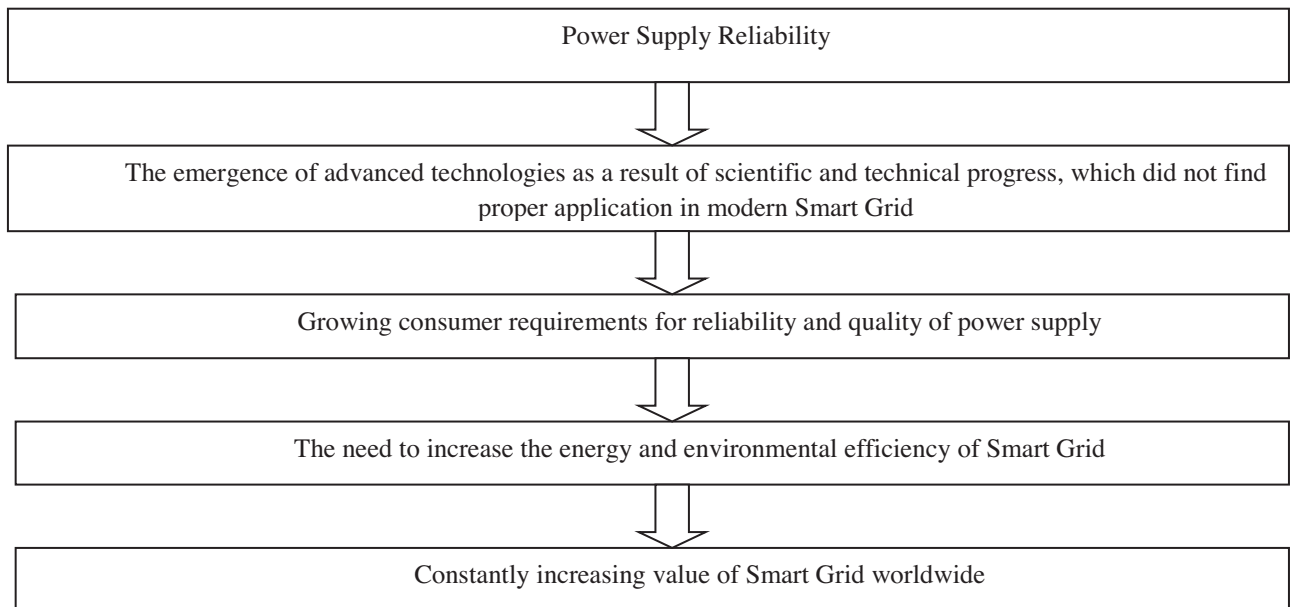 Power Supply Reliability
The emergence of advanced technologies as a result of scientific and technical progress, which did not find
proper application in modern Smart Grid
Growing consumer requirements for reliability and quality of power supply
The need to increase the energy and environmental efficiency of Smart Grid
Constantly increasing value of Smart Grid worldwide